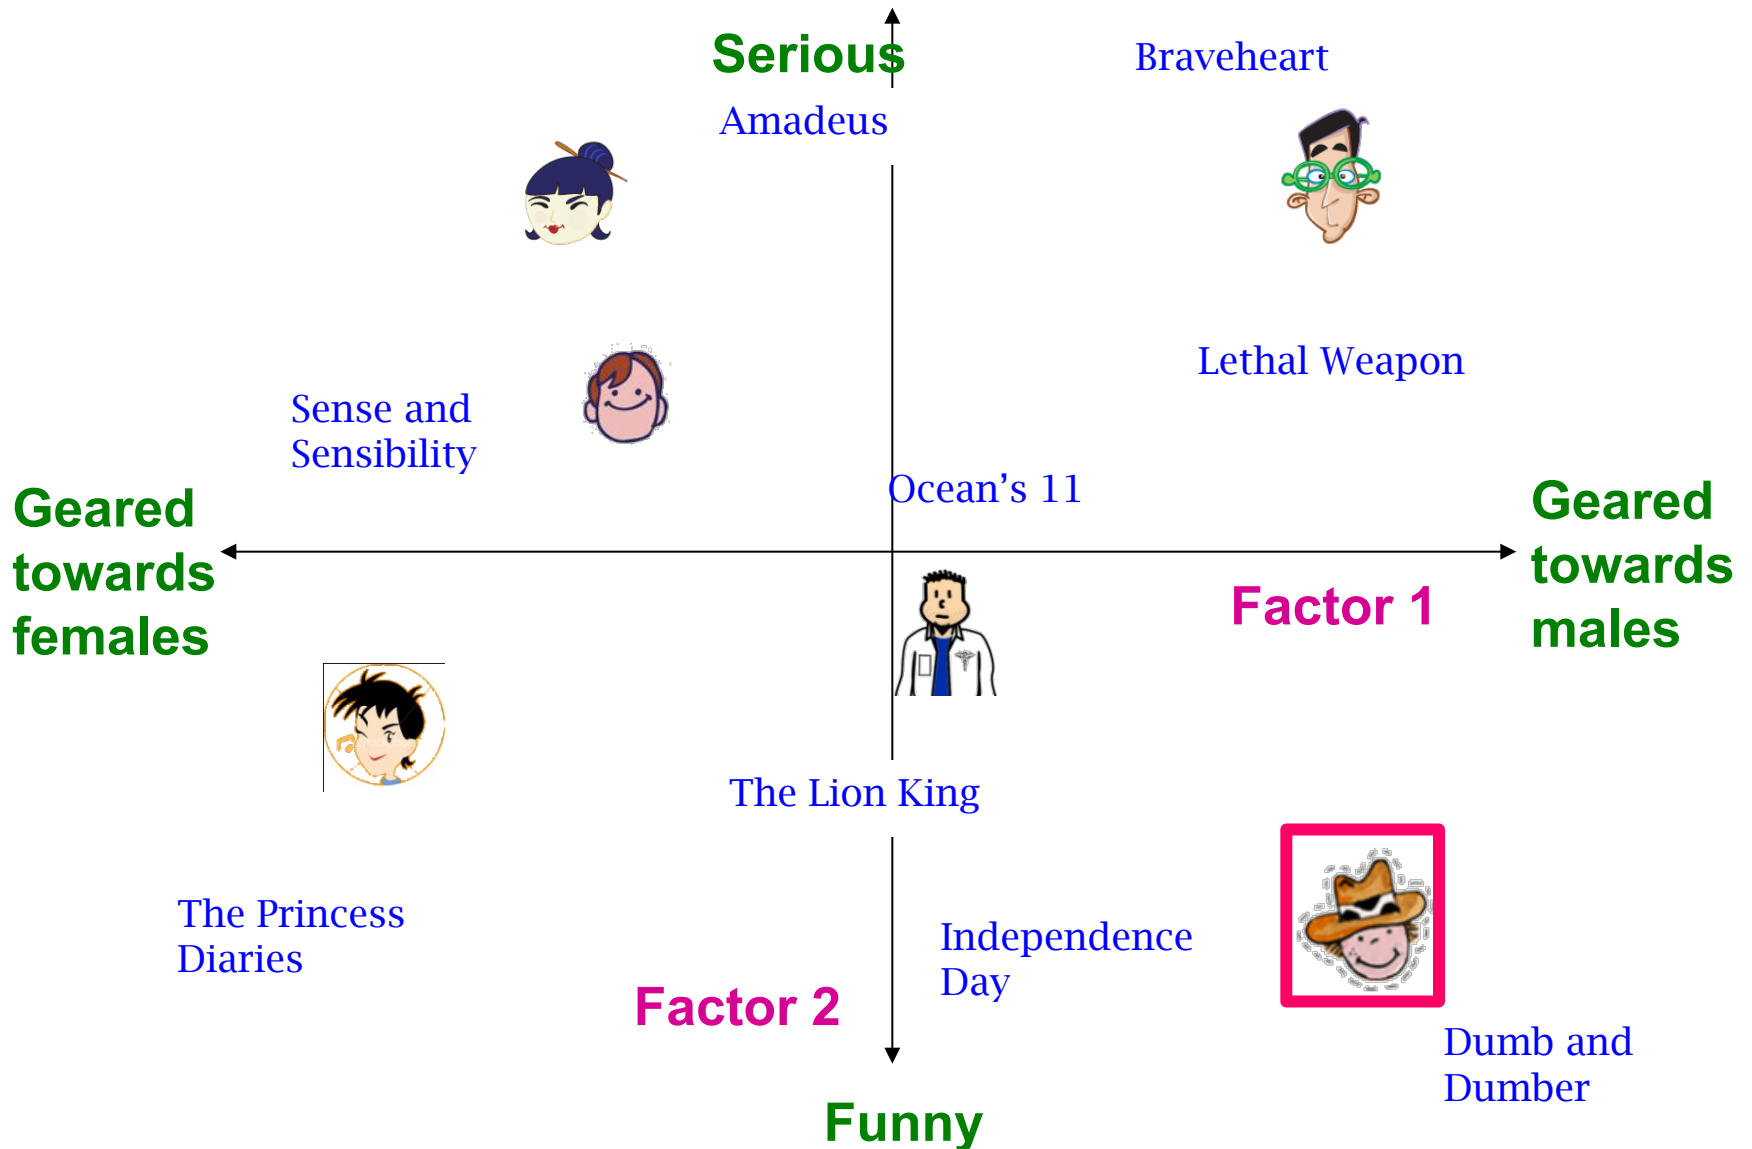 Serious
Braveheart
Amadeus
Lethal Weapon
Sense and
Sensibility
Ocean’s 11
Geared
towards
females
Geared
towards
males
Factor 1
The Lion King
The Princess
Diaries
Independence
Day
Factor 2
Dumb and
Dumber
Funny